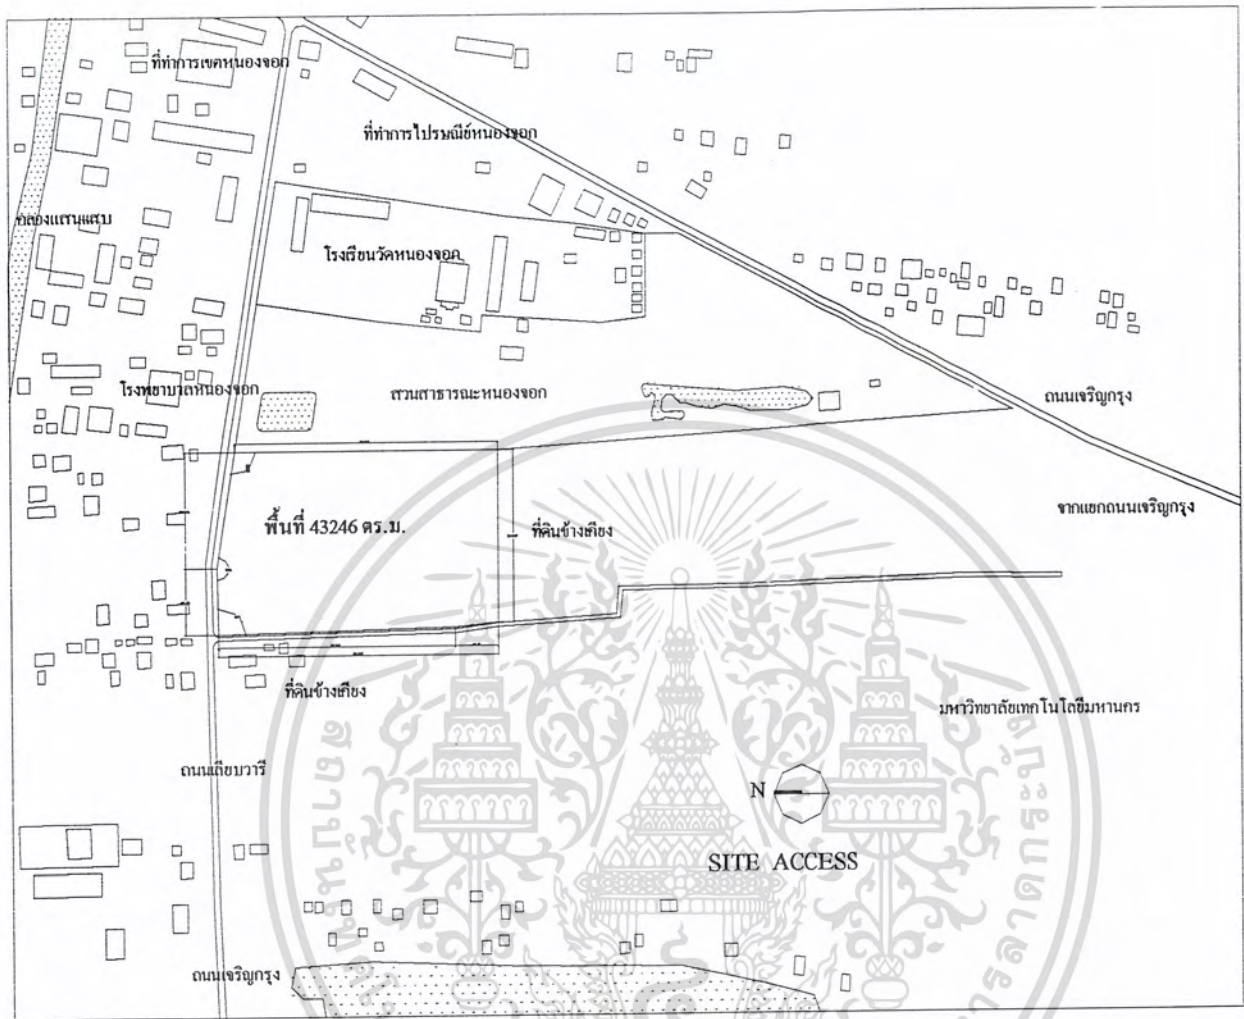 ที่ทำการเขตหนองจอก
ที่ทำการไปรษณีย์หนองจอก
คลองแสนแสบ
โรงเรียนวัดหนองจอก
โรงพยาบาลหนองจอก
สวนสาธารณะหนองจอก
ถนนเจริญกรุง
จากแยกถนนเจริญกรุง
พื้นที่ 43246 ตร.ม.
ที่ดินข้างเคียง
ที่ดินข้างเคียง
มหาวิทยาลัยเทคโนโลยีมหานคร
ถนนเลียบวารี
N
SITE ACCESS
ถนนเจริญกรุง